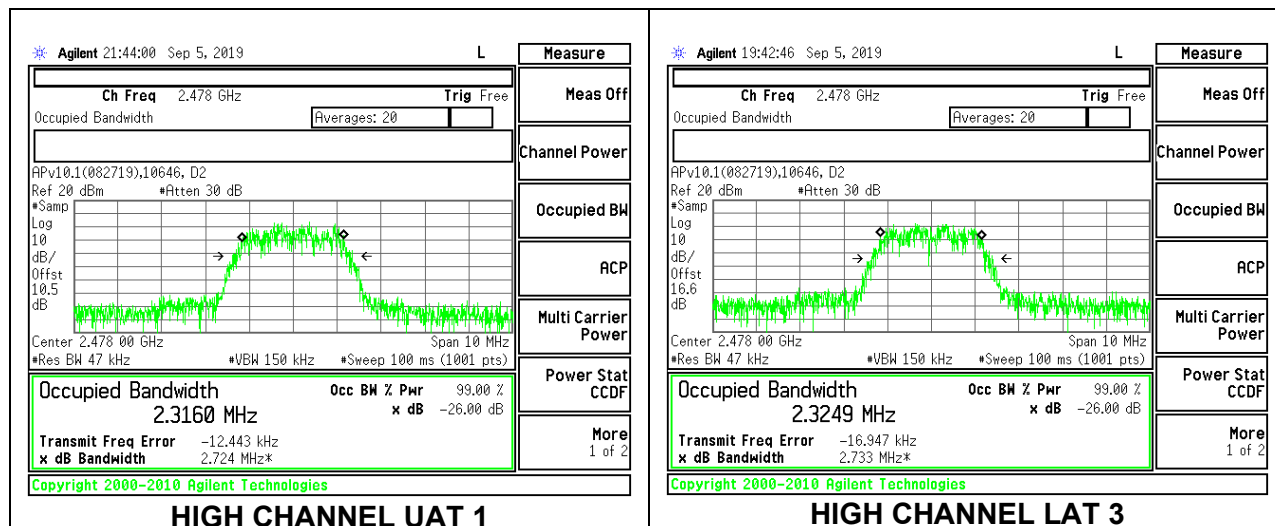 Agilent 21:44:00 Sep 5, 2019 L
Measure
Ch Freq 2.478 GHz Trig Free
Meas Off
Occupied Bandwidth Averages: 20
Channel Power
APv10.1(082719),10646, D2
Ref 20 dBm #Atten 30 dB
#Samp
Occupied BW
Log
10
dB/
ACP
Offst
10.5
dB
Multi Carrier
Power
Center 2.478 00 GHz Span 10 MHz
#Res BW 47 kHz #VBW 150 kHz #Sweep 100 ms (1001 pts)
Power Stat
CCDF
Occupied Bandwidth Occ BW % Pwr 99.00 %
2.3160 MHz x dB -26.00 dB
More
1 of 2
Transmit Freq Error -12.443 kHz
x dB Bandwidth 2.724 MHz*
Copyright 2000-2010 Agilent Technologies
HIGH CHANNEL UAT 1
Agilent 19:42:46 Sep 5, 2019 L
Measure
Ch Freq 2.478 GHz Trig Free
Meas Off
Occupied Bandwidth Averages: 20
Channel Power
APv10.1(082719),10646, D2
Ref 20 dBm #Atten 30 dB
#Samp
Occupied BW
Log
10
dB/
ACP
Offst
16.6
dB
Multi Carrier
Power
Center 2.478 00 GHz Span 10 MHz
#Res BW 47 kHz #VBW 150 kHz #Sweep 100 ms (1001 pts)
Power Stat
CCDF
Occupied Bandwidth Occ BW % Pwr 99.00 %
2.3249 MHz x dB -26.00 dB
More
1 of 2
Transmit Freq Error -16.947 kHz
x dB Bandwidth 2.733 MHz*
Copyright 2000-2010 Agilent Technologies
HIGH CHANNEL LAT 3